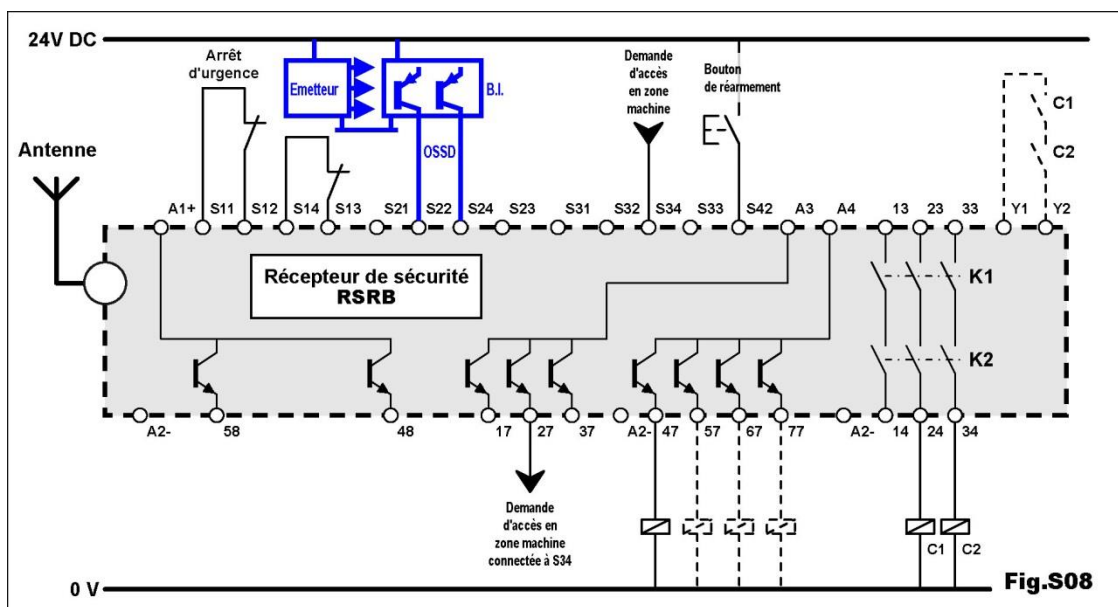 24V DC
Arrêt
d'urgence
Emetteur
B.I.
OSSD
Demande
d'accès
en zone
machine
Bouton
de réarmement
C1
C2
Antenne
A1+ S11 S12 S14 S13 S21 S22 S24 S23 S31 S32 S34 S33 S42 A3 A4 13 23 33 Y1 Y2
Récepteur de sécurité
RSRB
K1
K2
A2- 58 48 17 27 37 A2- 47 57 67 77 A2- 14 24 34
Demande
d'accès en
zone machine
connectée à S34
C1 C2
0 V
Fig.S08